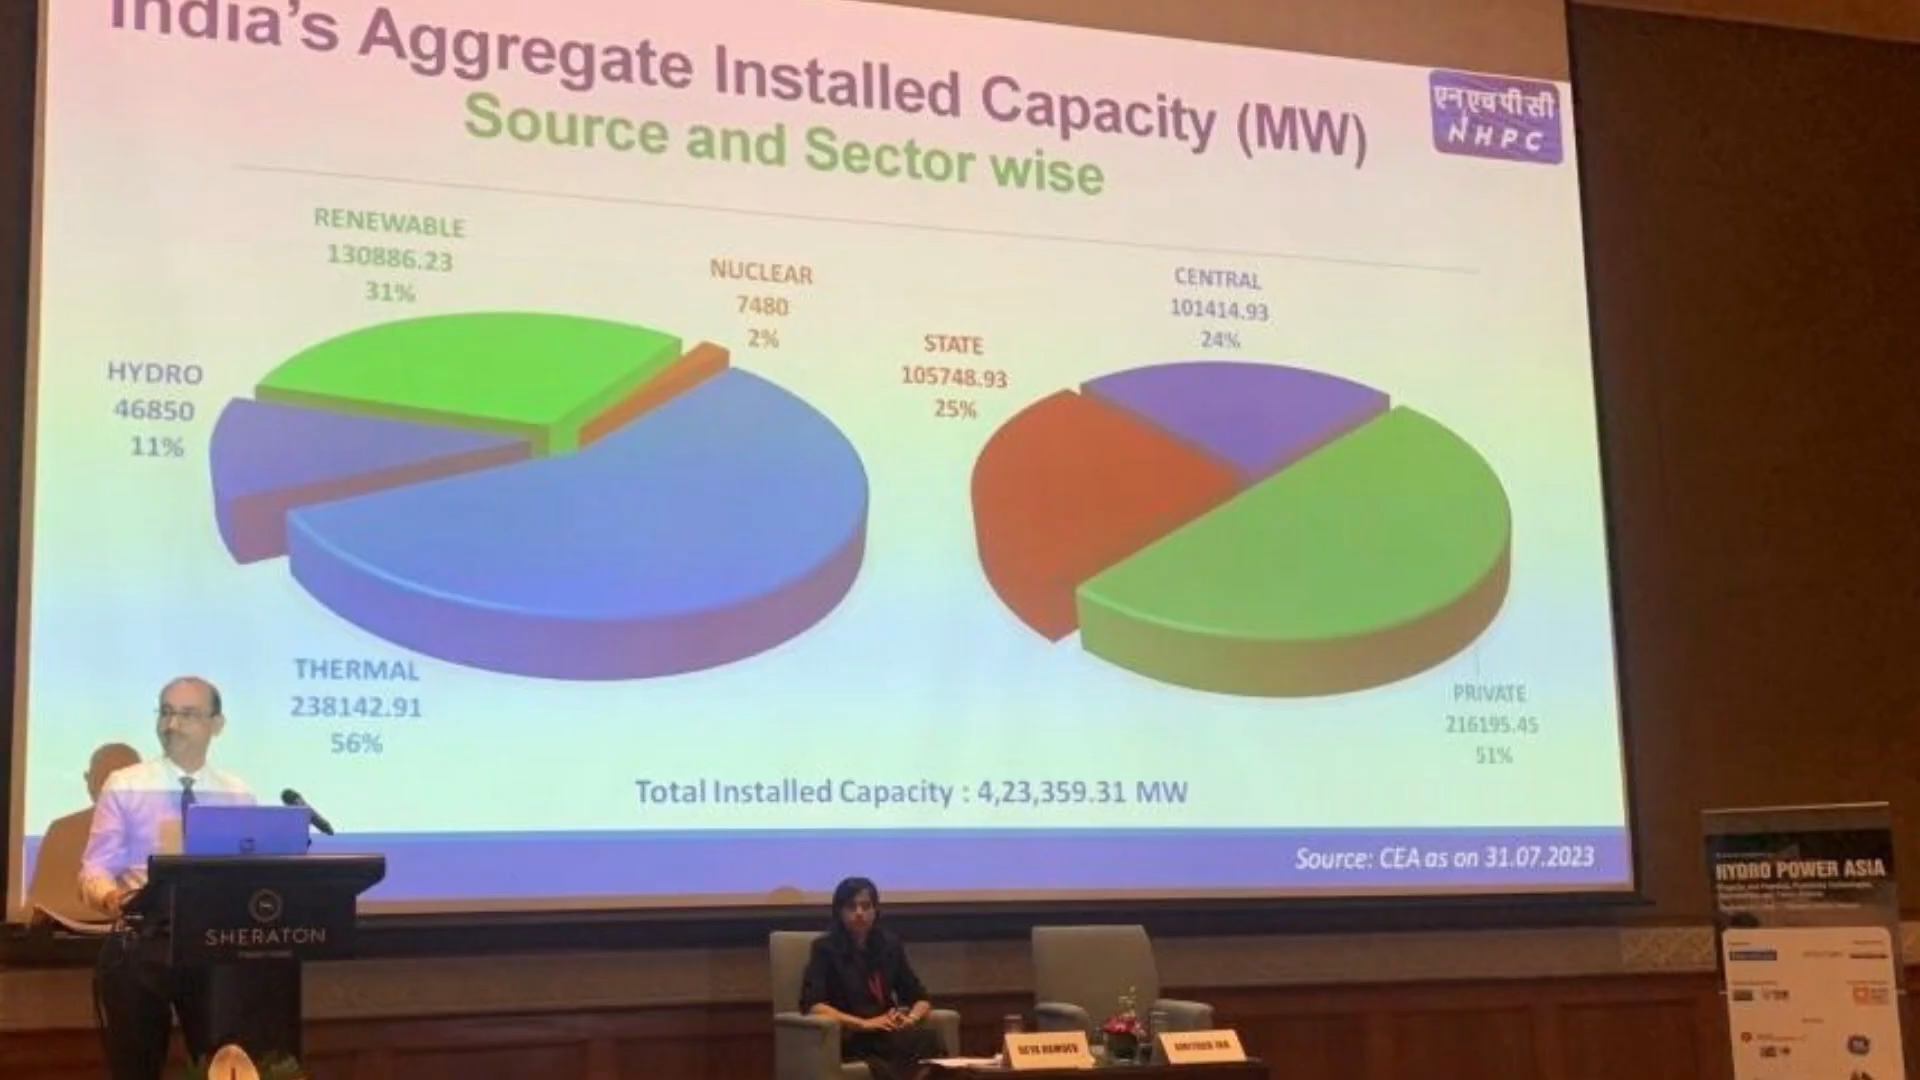 India's Aggregate Installed Capacity (MW)
Source and Sector wise
एनएचपीसी
NHPC
RENEWABLE
130886.23
31%
NUCLEAR
7480
2%
HYDRO
46850
11%
THERMAL
238142.91
56%
CENTRAL
101414.93
24%
STATE
105748.93
25%
PRIVATE
216195.45
51%
Total Installed Capacity : 4,23,359.31 MW
Source: CEA as on 31.07.2023
SHERATON
HYDRO POWER ASIA